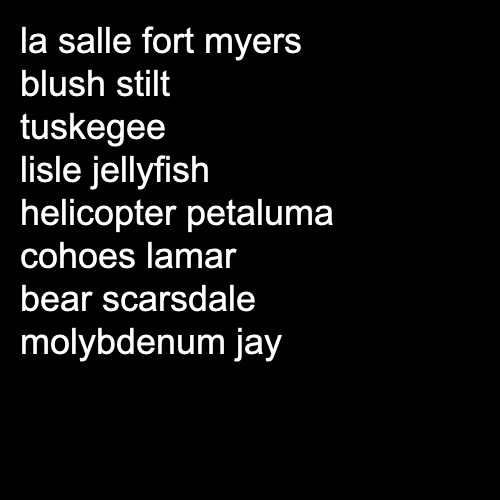 la salle fort myers
blush stilt
tuskegee
lisle jellyfish
helicopter petaluma
cohoes lamar
bear scarsdale
molybdenum jay